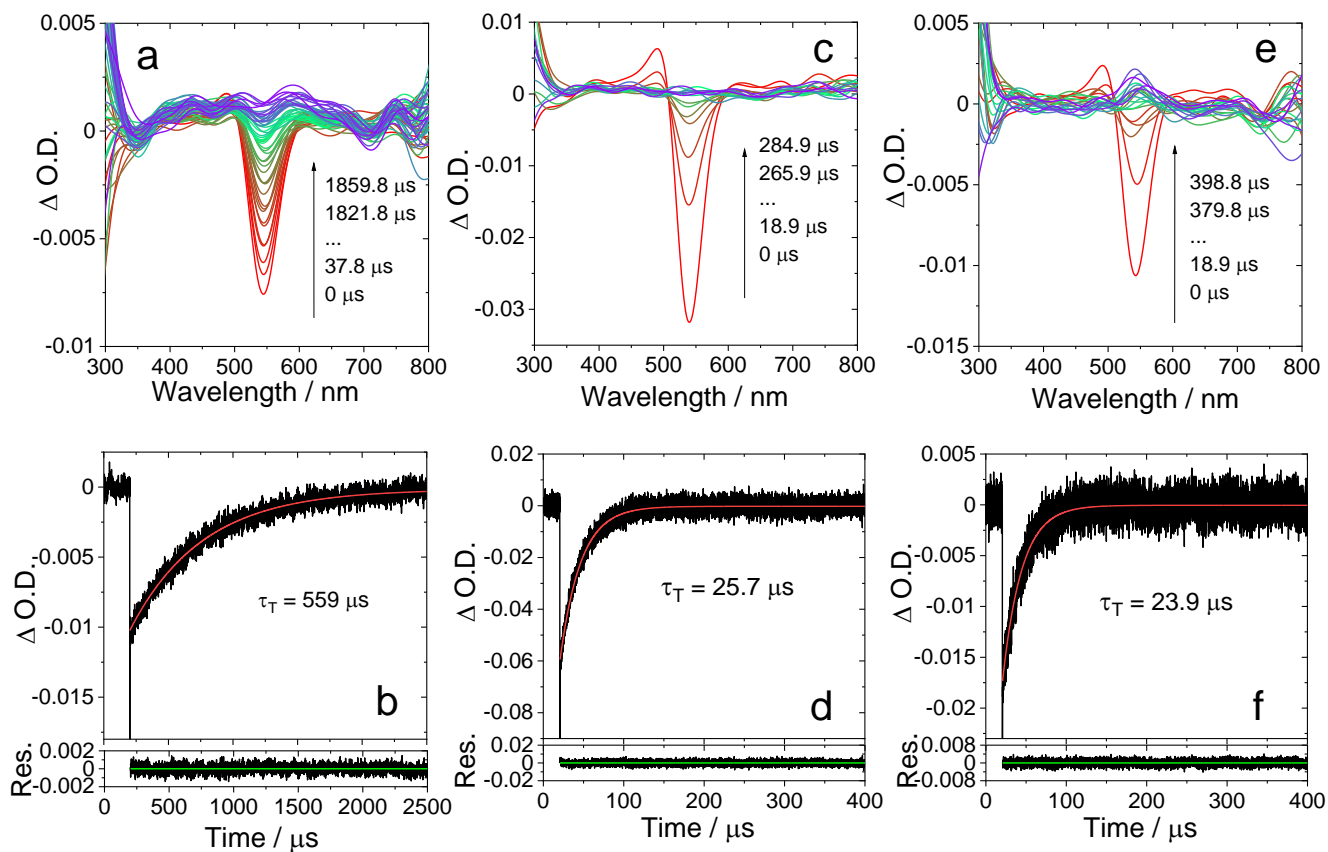 a
0.005
0
-0.005
-0.01
Δ O.D.
1859.8 μs
1821.8 μs
...
37.8 μs
0 μs
300 400 500 600 700 800
Wavelength / nm
c
0.01
0
-0.01
-0.02
-0.03
Δ O.D.
284.9 μs
265.9 μs
...
18.9 μs
0 μs
300 400 500 600 700 800
Wavelength / nm
e
0.005
0
-0.005
-0.01
-0.015
Δ O.D.
398.8 μs
379.8 μs
...
18.9 μs
0 μs
300 400 500 600 700 800
Wavelength / nm
0
-0.005
-0.01
-0.015
Δ O.D.
τT = 559 μs
b
0.002
0
-0.002
Res.
0 500 1000 1500 2000 2500
Time / μs
0.02
0
-0.02
-0.04
-0.06
-0.08
Δ O.D.
τT = 25.7 μs
d
0.02
0
-0.02
Res.
0 100 200 300 400
Time / μs
0.005
0
-0.005
-0.01
-0.015
-0.02
Δ O.D.
τT = 23.9 μs
f
0.008
0
-0.008
Res.
0 100 200 300 400
Time / μs